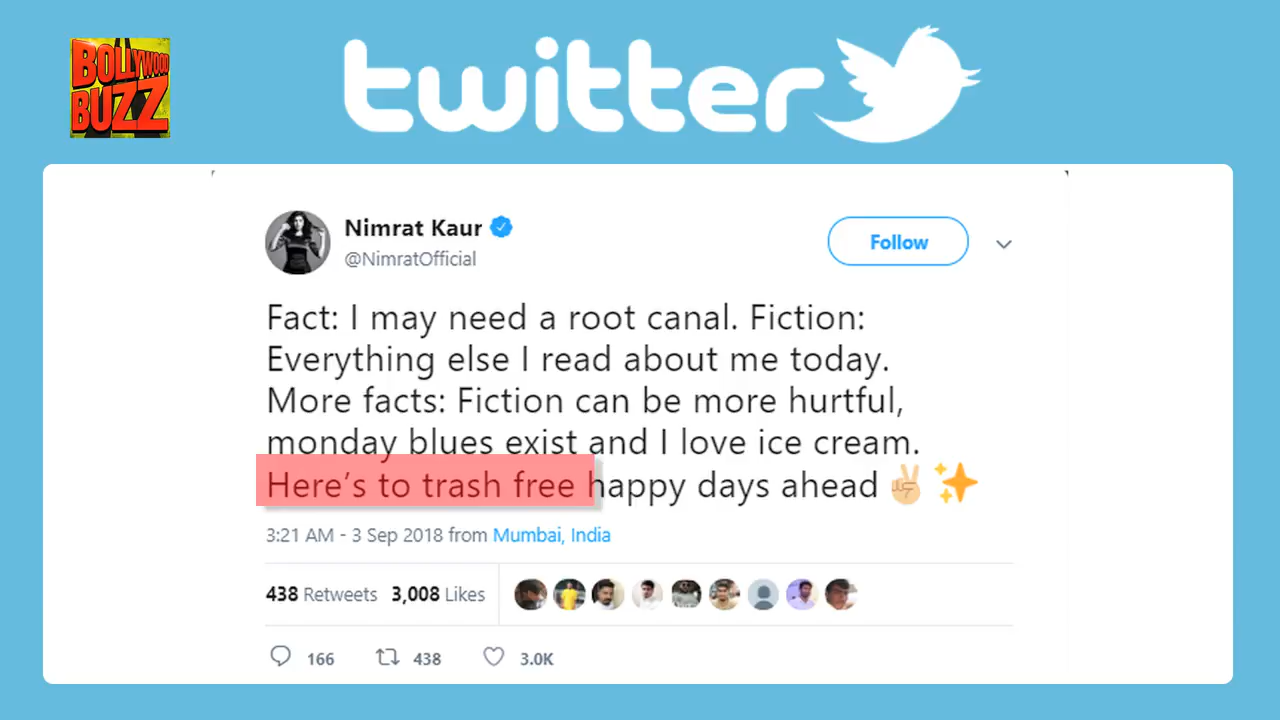 BOLLYWOOD
BUZZ
twitter
Nimrat Kaur
@NimratOfficial
Follow
Fact: I may need a root canal. Fiction:
Everything else I read about me today.
More facts: Fiction can be more hurtful,
monday blues exist and I love ice cream.
Here's to trash free happy days ahead✌🏼✨
3:21 AM - 3 Sep 2018 from Mumbai, India
438 Retweets 3,008 Likes
166 438 3.0K